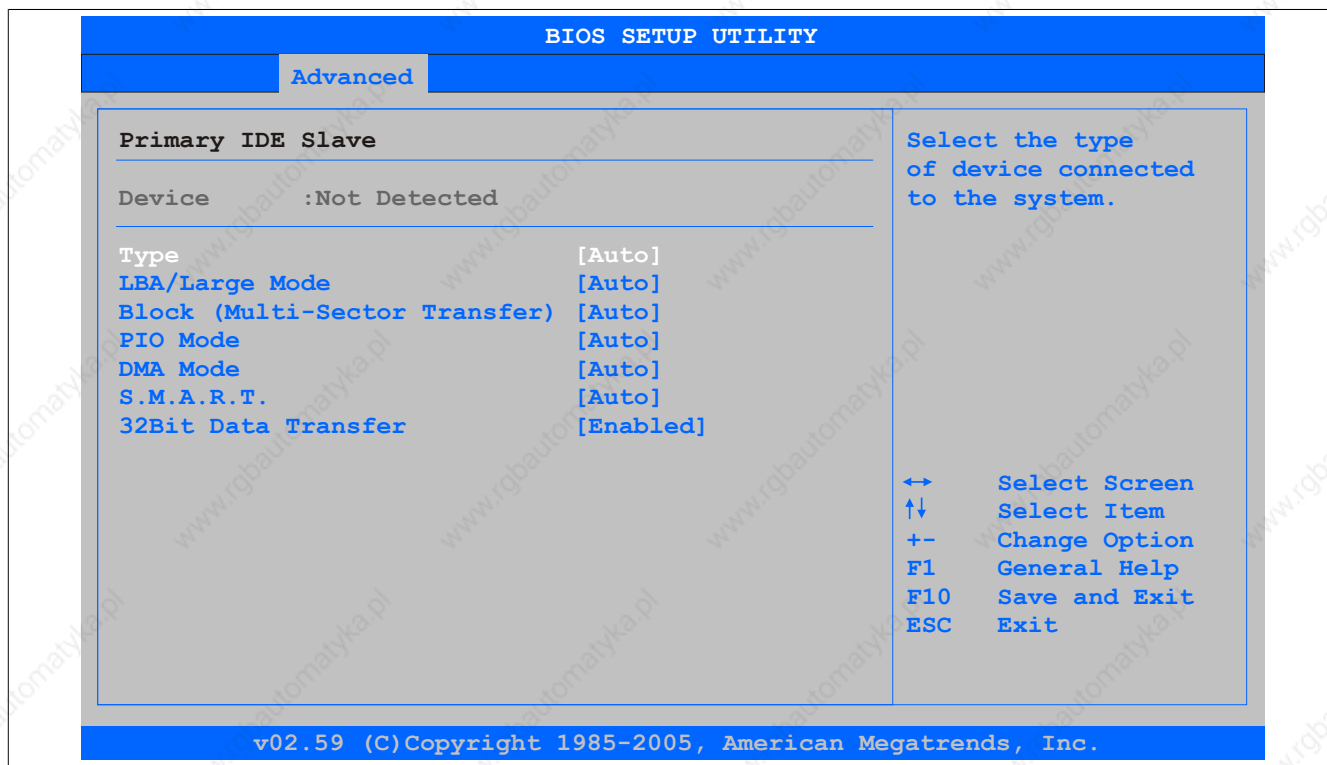 BIOS SETUP UTILITY
Advanced
Primary IDE Slave
Device :Not Detected
Type [Auto]
LBA/Large Mode [Auto]
Block (Multi-Sector Transfer) [Auto]
PIO Mode [Auto]
DMA Mode [Auto]
S.M.A.R.T. [Auto]
32Bit Data Transfer [Enabled]
Select the type
of device connected
to the system.
↔ Select Screen
↑↓ Select Item
+- Change Option
F1 General Help
F10 Save and Exit
ESC Exit
v02.59 (C)Copyright 1985-2005, American Megatrends, Inc.
www.rgbautomatyka.pl